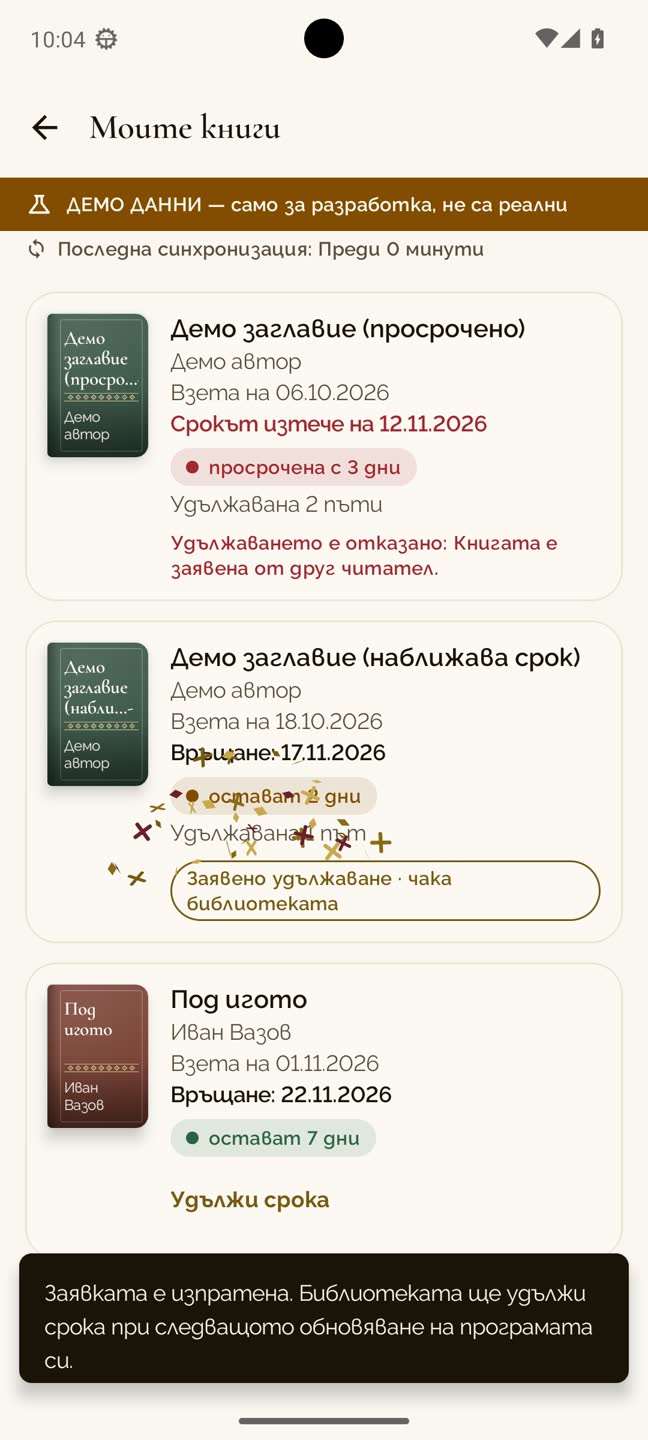 10:04
Моите книги
ДЕМО ДАННИ — само за разработка, не са реални
Последна синхронизация: Преди 0 минути
Демо
заглавие
(просро...
Демо
автор
Демо заглавие (просрочено)
Демо автор
Взета на 06.10.2026
Срокът изтече на 12.11.2026
просрочена с 3 дни
Удължавана 2 пъти
Удължаването е отказано: Книгата е
заявена от друг читател.
Демо
заглавие
(набли...-
Демо
автор
Демо заглавие (наближава срок)
Демо автор
Взета на 18.10.2026
Връщане: 17.11.2026
остават 2 дни
Удължавана 1 път
Заявено удължаване · чака
библиотеката
Под
игото
Иван
Вазов
Под игото
Иван Вазов
Взета на 01.11.2026
Връщане: 22.11.2026
остават 7 дни
Удължи срока
Заявката е изпратена. Библиотеката ще удължи
срока при следващото обновяване на програмата
си.